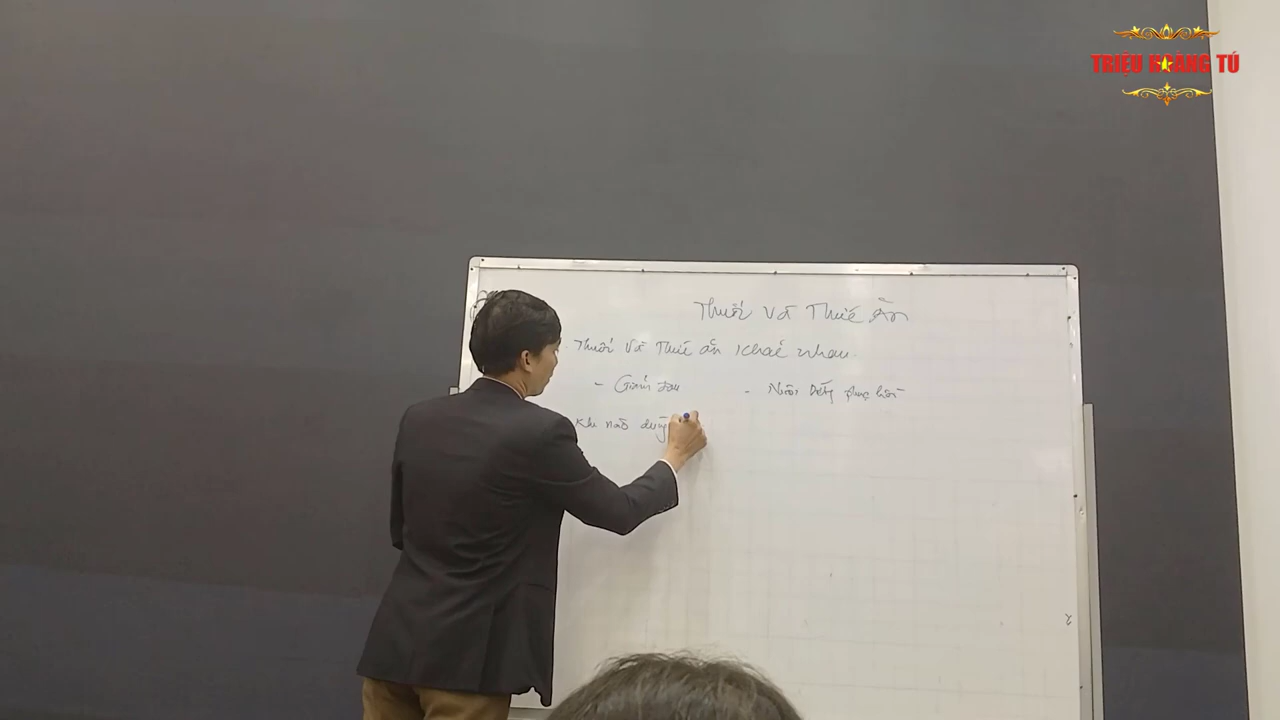 TRIỆU HOÀNG TÚ
Thuốc Và Thức Ăn
Thuốc Và Thức ăn khác nhau.
- Giảm đau - Nuôi Dưỡng phục hồi
Khi nào dùng